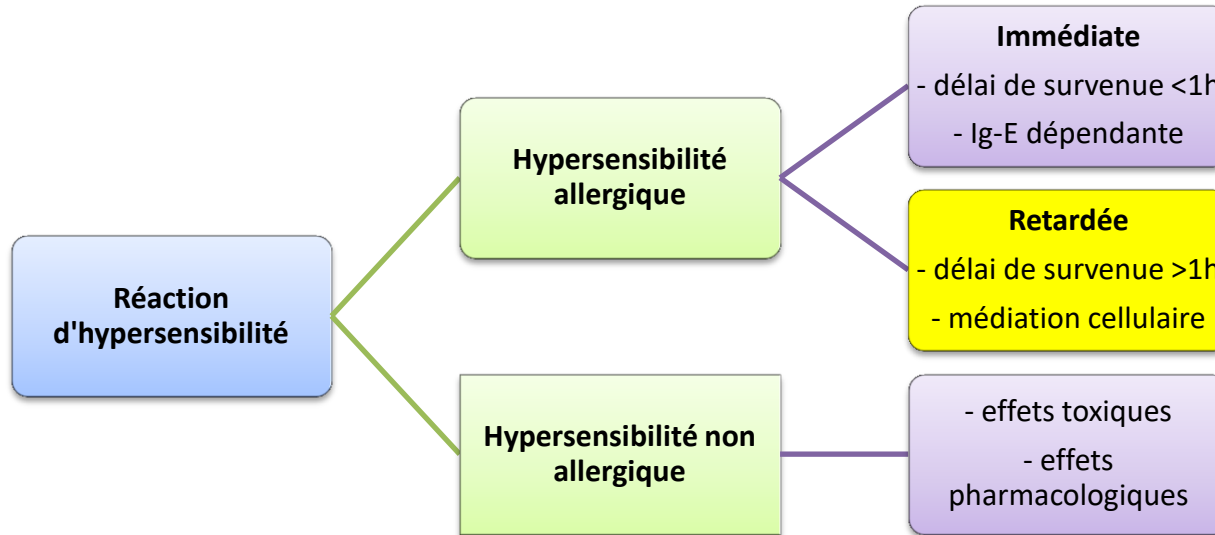 Réaction
d'hypersensibilité
Hypersensibilité
allergique
Immédiate
- délai de survenue <1h
- Ig-E dépendante
Retardée
- délai de survenue >1h
- médiation cellulaire
Hypersensibilité non
allergique
- effets toxiques
- effets
pharmacologiques